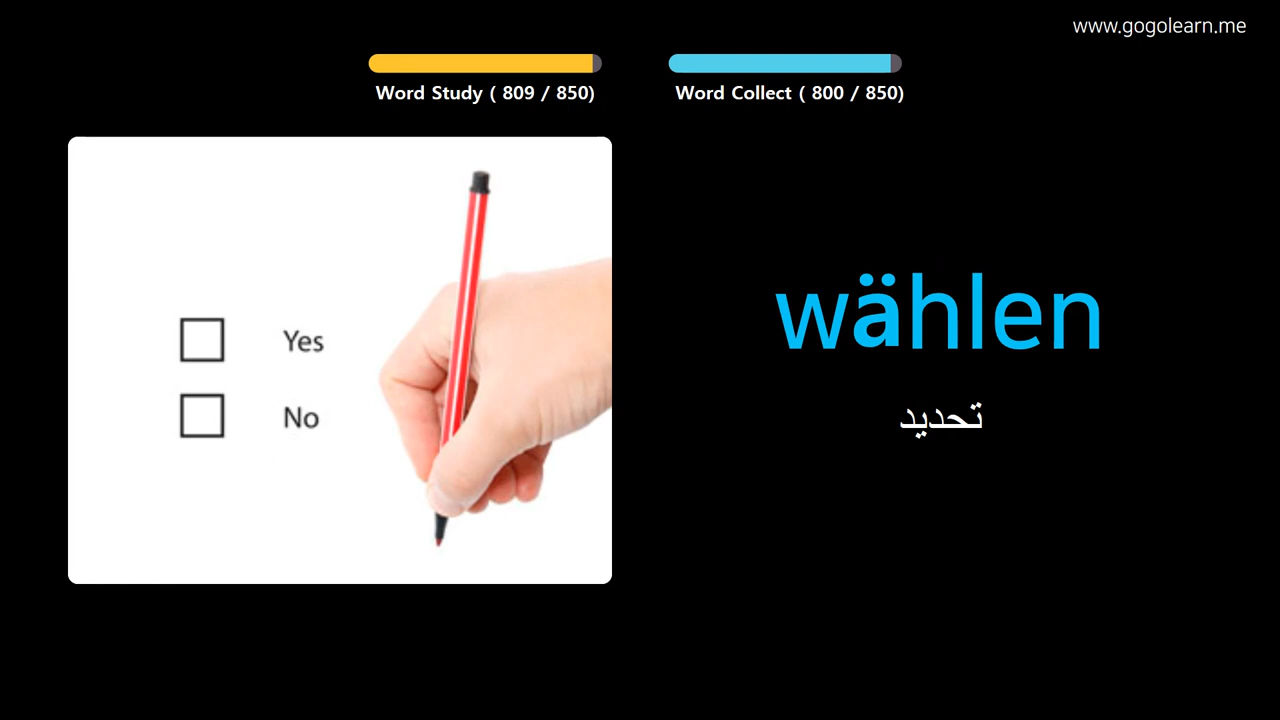 www.gogolearn.me
Word Study ( 809 / 850)
Word Collect ( 800 / 850)
Yes
No
wählen
تحديد